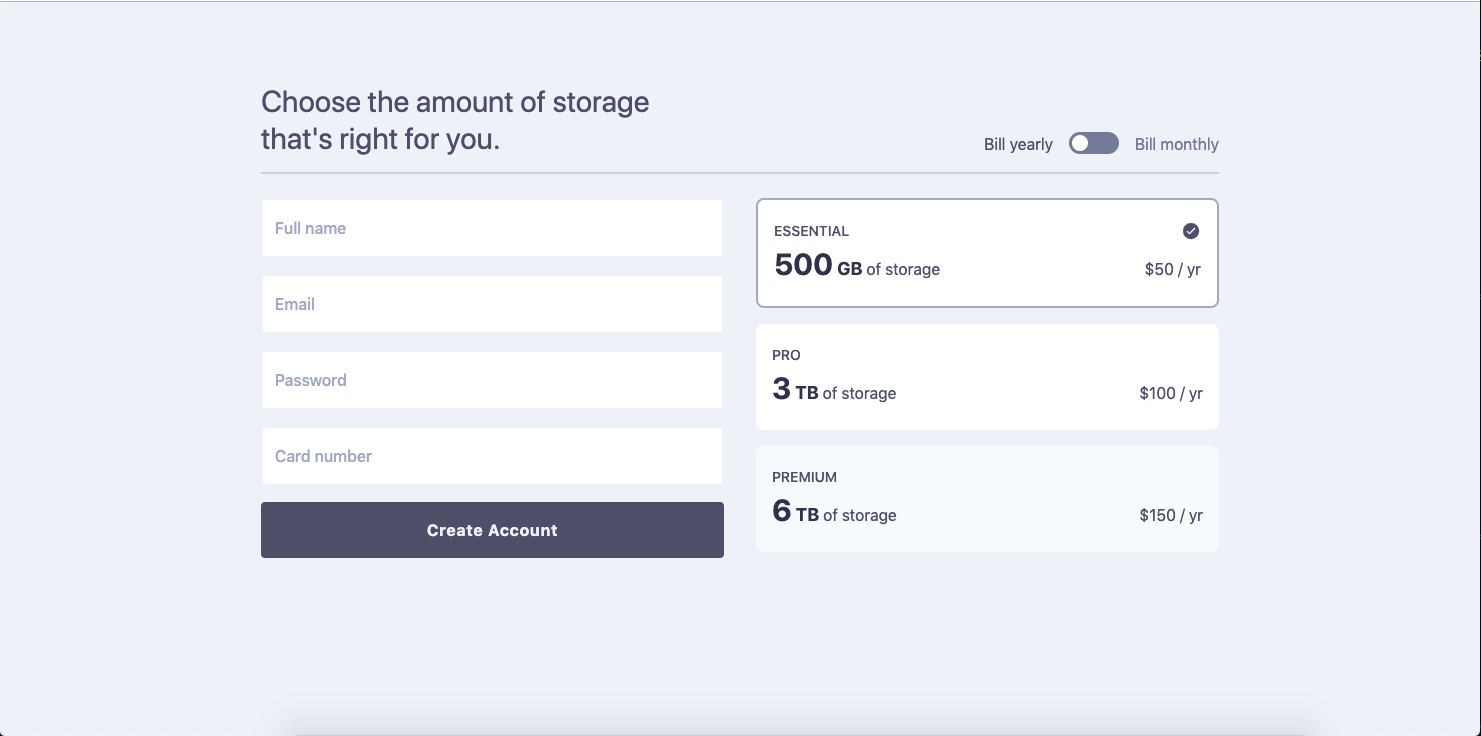 Choose the amount of storage
that's right for you.
Bill yearly Bill monthly
Full name
Email
Password
Card number
Create Account
ESSENTIAL
500 GB of storage $50 / yr
PRO
3 TB of storage $100 / yr
PREMIUM
6 TB of storage $150 / yr